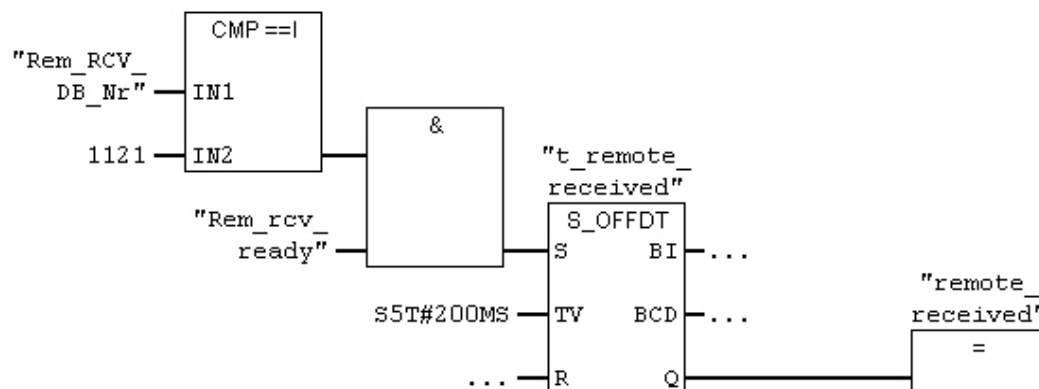 CMP ==I
"Rem_RCV_
DB_Nr"
IN1
1121
IN2
&
"Rem_rcv_
ready"
"t_remote_
received"
S_OFFDT
S
BI
...
S5T#200MS
TV
BCD
...
...
R
Q
"remote_
received"
=